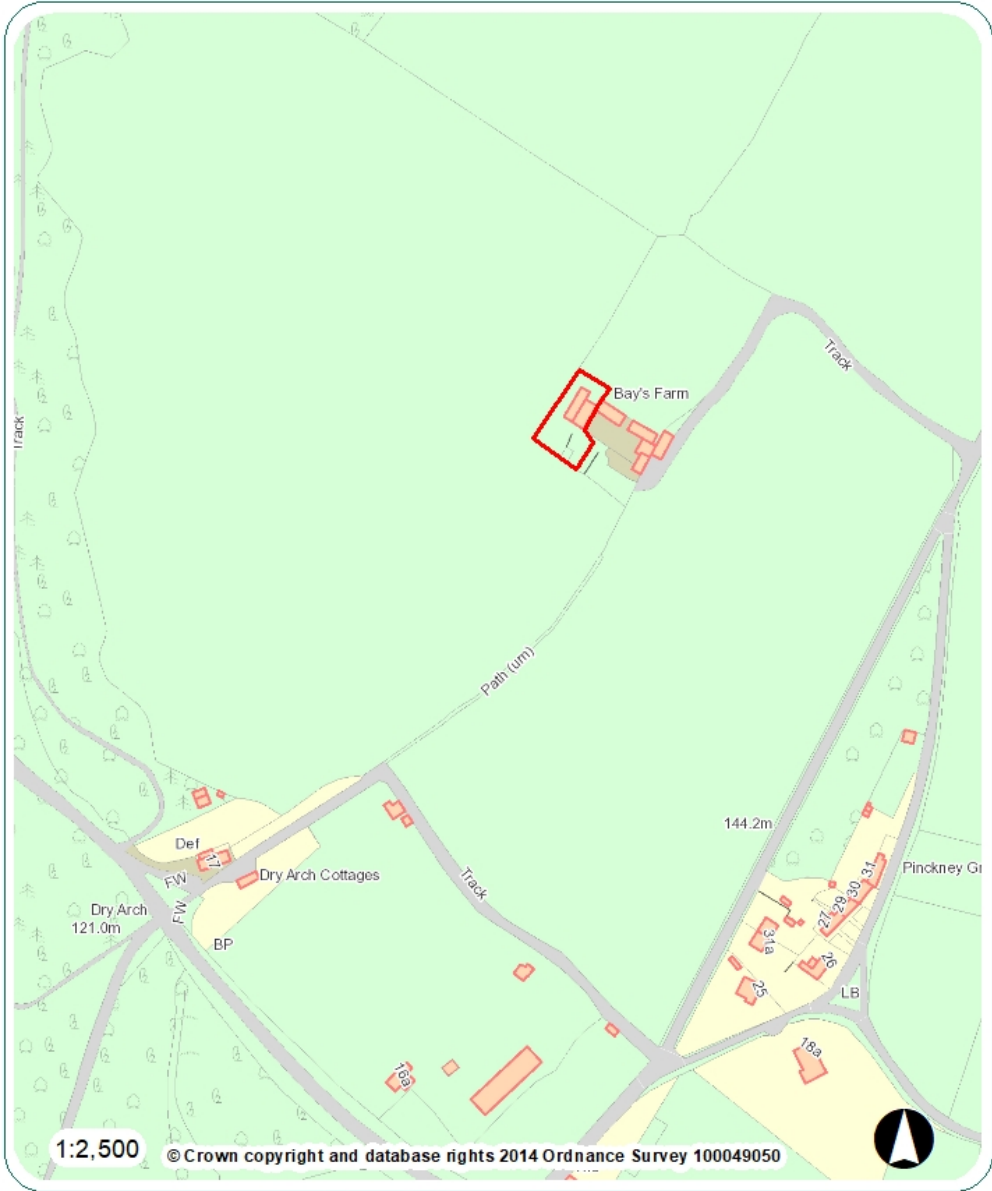 Bay's Farm
Track
Track
Path (um)
144.2m
Def
17
Dry Arch Cottages
FW
FW
Dry Arch
121.0m
BP
Track
Pinckney Gr
31
30
29
27
31a
26
25
LB
18a
16a
1:2,500
© Crown copyright and database rights 2014 Ordnance Survey 100049050